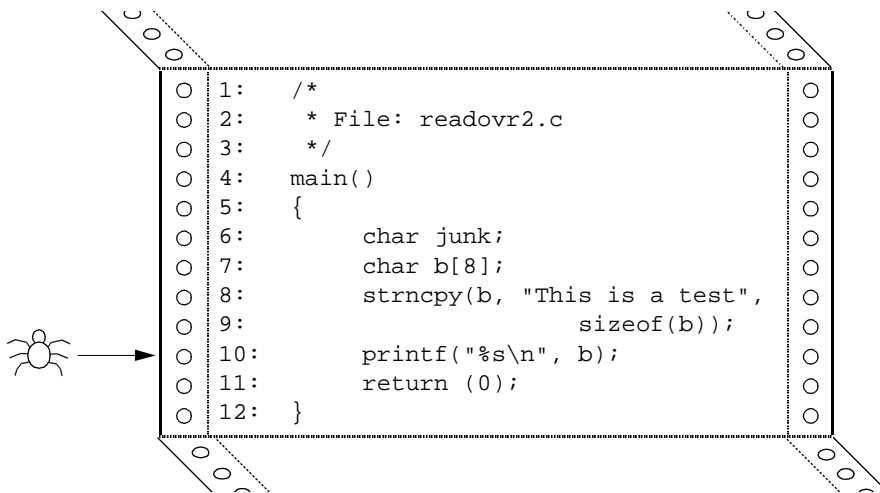 1: /*
2: * File: readovr2.c
3: */
4: main()
5: {
6: char junk;
7: char b[8];
8: strncpy(b, "This is a test",
9: sizeof(b));
10: printf("%s\n", b);
11: return (0);
12: }